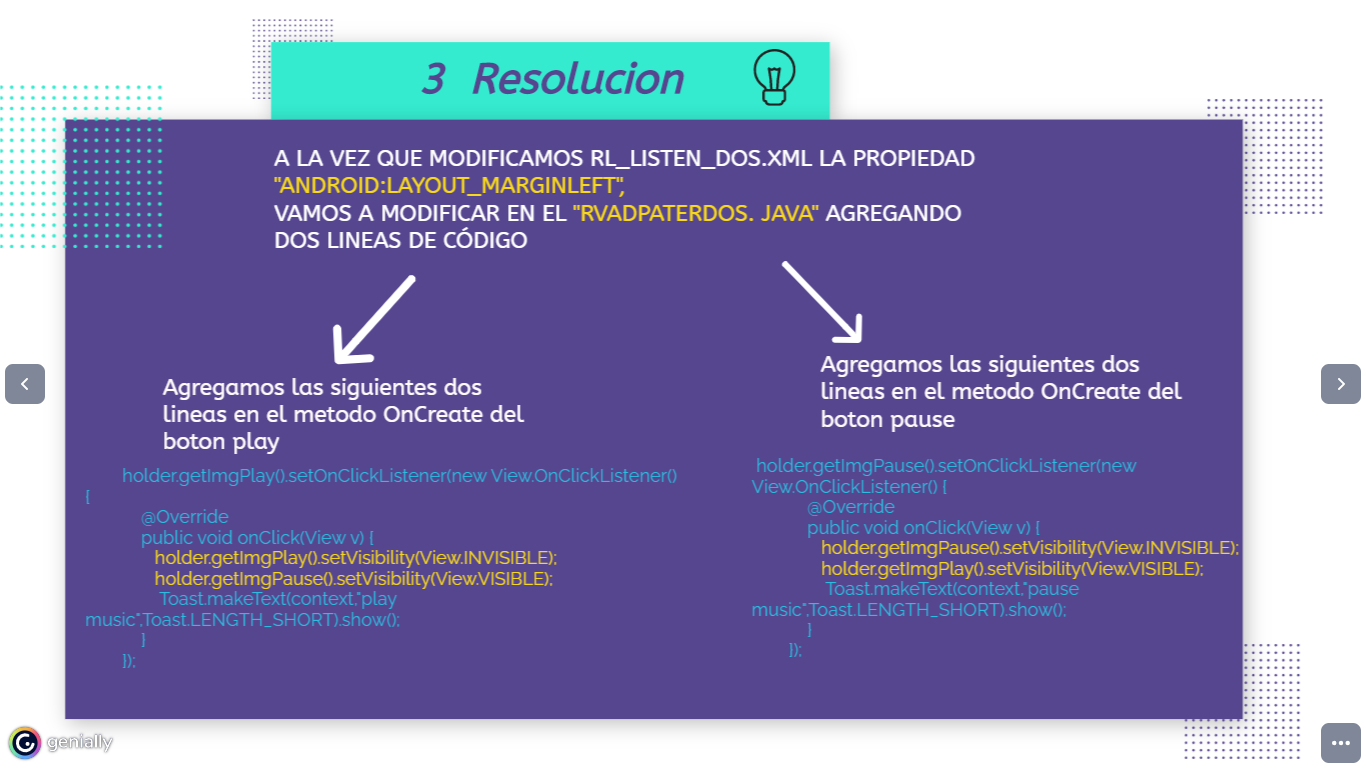 3 Resolucion
A LA VEZ QUE MODIFICAMOS RL_LISTEN_DOS.XML LA PROPIEDAD
"ANDROID:LAYOUT_MARGINLEFT",
VAMOS A MODIFICAR EN EL "RVADPATERDOS. JAVA" AGREGANDO
DOS LINEAS DE CÓDIGO
Agregamos las siguientes dos
lineas en el metodo OnCreate del
boton play
holder.getImgPlay().setOnClickListener(new View.OnClickListener()
{
@Override
public void onClick(View v) {
holder.getImgPlay().setVisibility(View.INVISIBLE);
holder.getImgPause().setVisibility(View.VISIBLE);
Toast.makeText(context,"play
music",Toast.LENGTH_SHORT).show();
}
});
Agregamos las siguientes dos
lineas en el metodo OnCreate del
boton pause
holder.getImgPause().setOnClickListener(new
View.OnClickListener() {
@Override
public void onClick(View v) {
holder.getImgPause().setVisibility(View.INVISIBLE);
holder.getImgPlay().setVisibility(View.VISIBLE);
Toast.makeText(context,"pause
music",Toast.LENGTH_SHORT).show();
}
});
genially